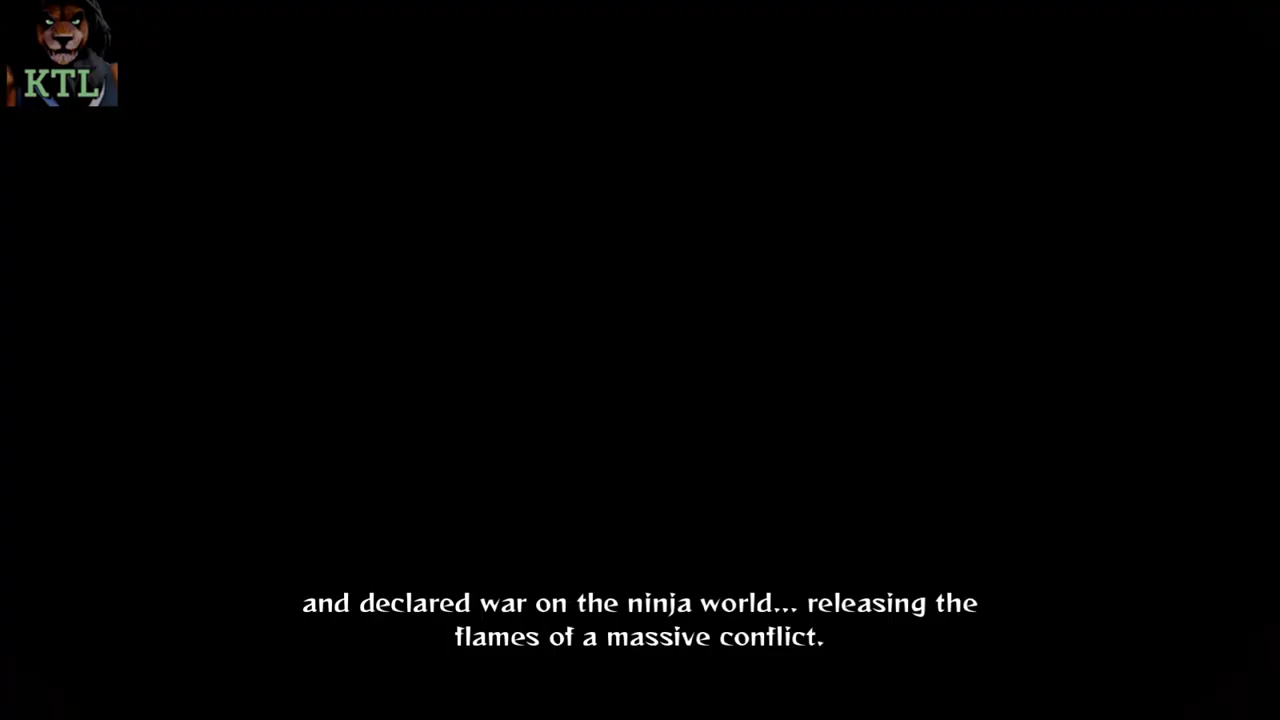 KTL
and declared war on the ninja world... releasing the
flames of a massive conflict.